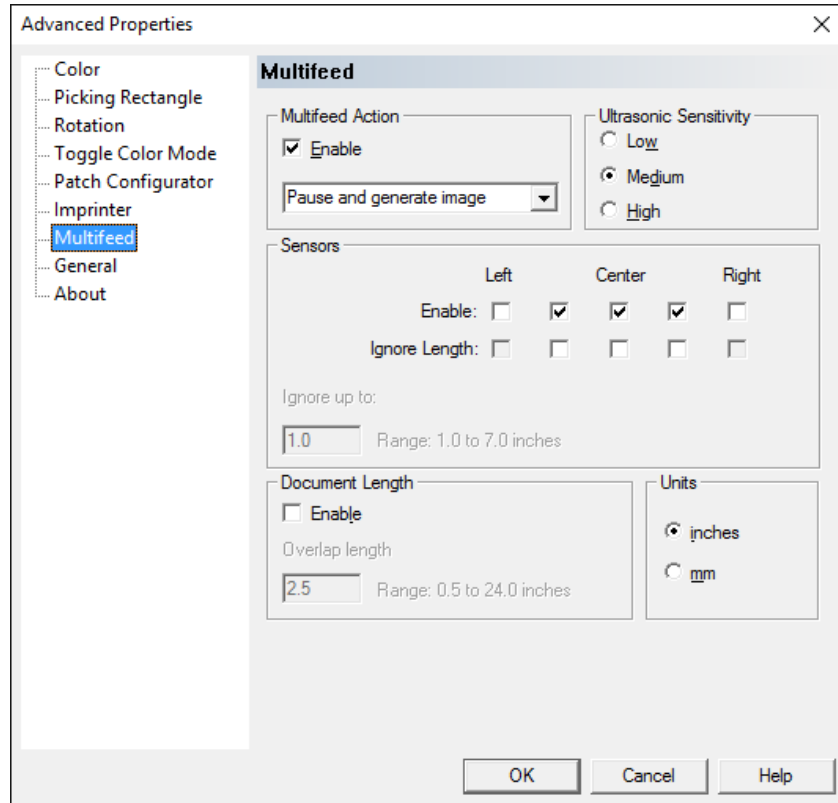 Advanced Properties
Color
Picking Rectangle
Rotation
Toggle Color Mode
Patch Configurator
Imprinter
Multifeed
General
About
Multifeed
Multifeed Action
Enable
Pause and generate image
Ultrasonic Sensitivity
Low
Medium
High
Sensors
Left Center Right
Enable:
Ignore Length:
Ignore up to:
1.0 Range: 1.0 to 7.0 inches
Document Length
Enable
Overlap length
2.5 Range: 0.5 to 24.0 inches
Units
inches
mm
OK Cancel Help